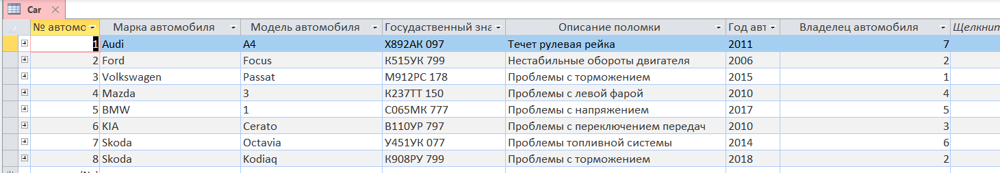 Car
№ автомо Марка автомобиля Модель автомобиля Госудаственный зна Описание поломки Год авт Владелец автомобиля Щелкнит
1 Audi A4 Х892АК 097 Течет рулевая рейка 2011 7
2 Ford Focus К515УК 799 Нестабильные обороты двигателя 2006 2
3 Volkswagen Passat М912РС 178 Проблемы с торможением 2015 1
4 Mazda 3 К237ТТ 150 Проблемы с левой фарой 2010 4
5 BMW 1 С065МК 777 Проблемы с напряжением 2017 5
6 KIA Cerato В110УР 797 Проблемы с переключением передач 2010 3
7 Skoda Octavia У451УК 077 Проблемы топливной системы 2014 6
8 Skoda Kodiaq К908РУ 799 Проблемы с торможением 2018 2